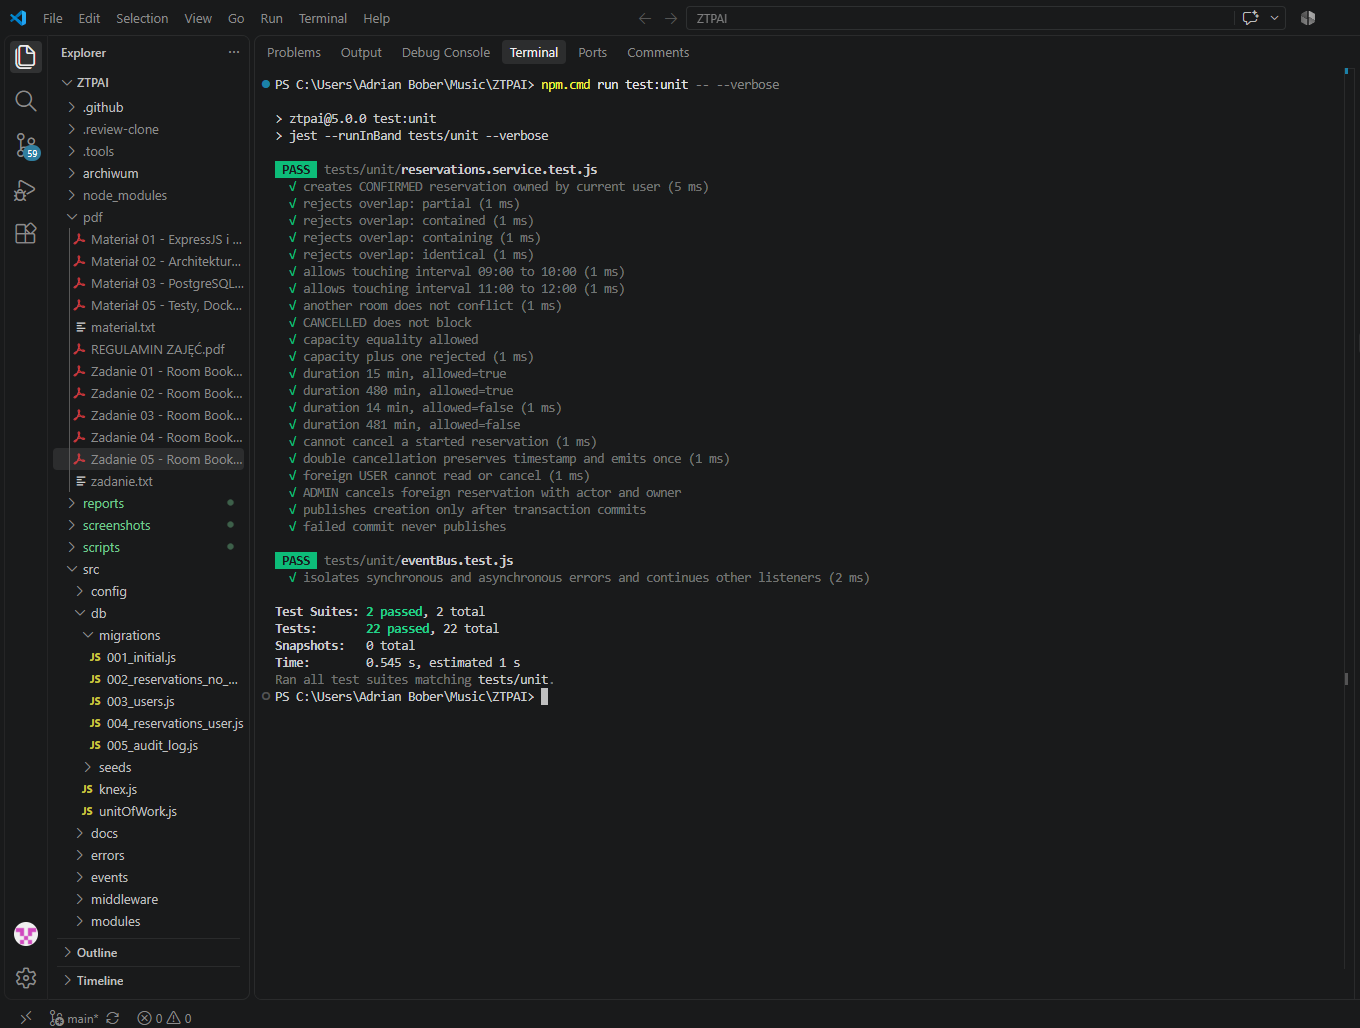 File Edit Selection View Go Run Terminal Help
ZTPAI
Explorer
ZTPAI
.github
.review-clone
.tools
archiwum
node_modules
pdf
Materiał 01 - ExpressJS i ...
Materiał 02 - Architektur...
Materiał 03 - PostgreSQL...
Materiał 05 - Testy, Dock...
material.txt
REGULAMIN ZAJĘĆ.pdf
Zadanie 01 - Room Book...
Zadanie 02 - Room Book...
Zadanie 03 - Room Book...
Zadanie 04 - Room Book...
Zadanie 05 - Room Book...
zadanie.txt
reports
screenshots
scripts
src
config
db
migrations
JS 001_initial.js
JS 002_reservations_no_...
JS 003_users.js
JS 004_reservations_user.js
JS 005_audit_log.js
seeds
JS knex.js
JS unitOfWork.js
docs
errors
events
middleware
modules
Outline
Timeline
59
Problems Output Debug Console Terminal Ports Comments
PS C:\Users\Adrian Bober\Music\ZTPAI> npm.cmd run test:unit -- --verbose
> ztpai@5.0.0 test:unit
> jest --runInBand tests/unit --verbose
PASS tests/unit/reservations.service.test.js
√ creates CONFIRMED reservation owned by current user (5 ms)
√ rejects overlap: partial (1 ms)
√ rejects overlap: contained (1 ms)
√ rejects overlap: containing (1 ms)
√ rejects overlap: identical (1 ms)
√ allows touching interval 09:00 to 10:00 (1 ms)
√ allows touching interval 11:00 to 12:00 (1 ms)
√ another room does not conflict (1 ms)
√ CANCELLED does not block
√ capacity equality allowed
√ capacity plus one rejected (1 ms)
√ duration 15 min, allowed=true
√ duration 480 min, allowed=true
√ duration 14 min, allowed=false (1 ms)
√ duration 481 min, allowed=false
√ cannot cancel a started reservation (1 ms)
√ double cancellation preserves timestamp and emits once (1 ms)
√ foreign USER cannot read or cancel (1 ms)
√ ADMIN cancels foreign reservation with actor and owner
√ publishes creation only after transaction commits
√ failed commit never publishes
PASS tests/unit/eventBus.test.js
√ isolates synchronous and asynchronous errors and continues other listeners (2 ms)
Test Suites: 2 passed, 2 total
Tests: 22 passed, 22 total
Snapshots: 0 total
Time: 0.545 s, estimated 1 s
Ran all test suites matching tests/unit.
PS C:\Users\Adrian Bober\Music\ZTPAI>
main* 0 0